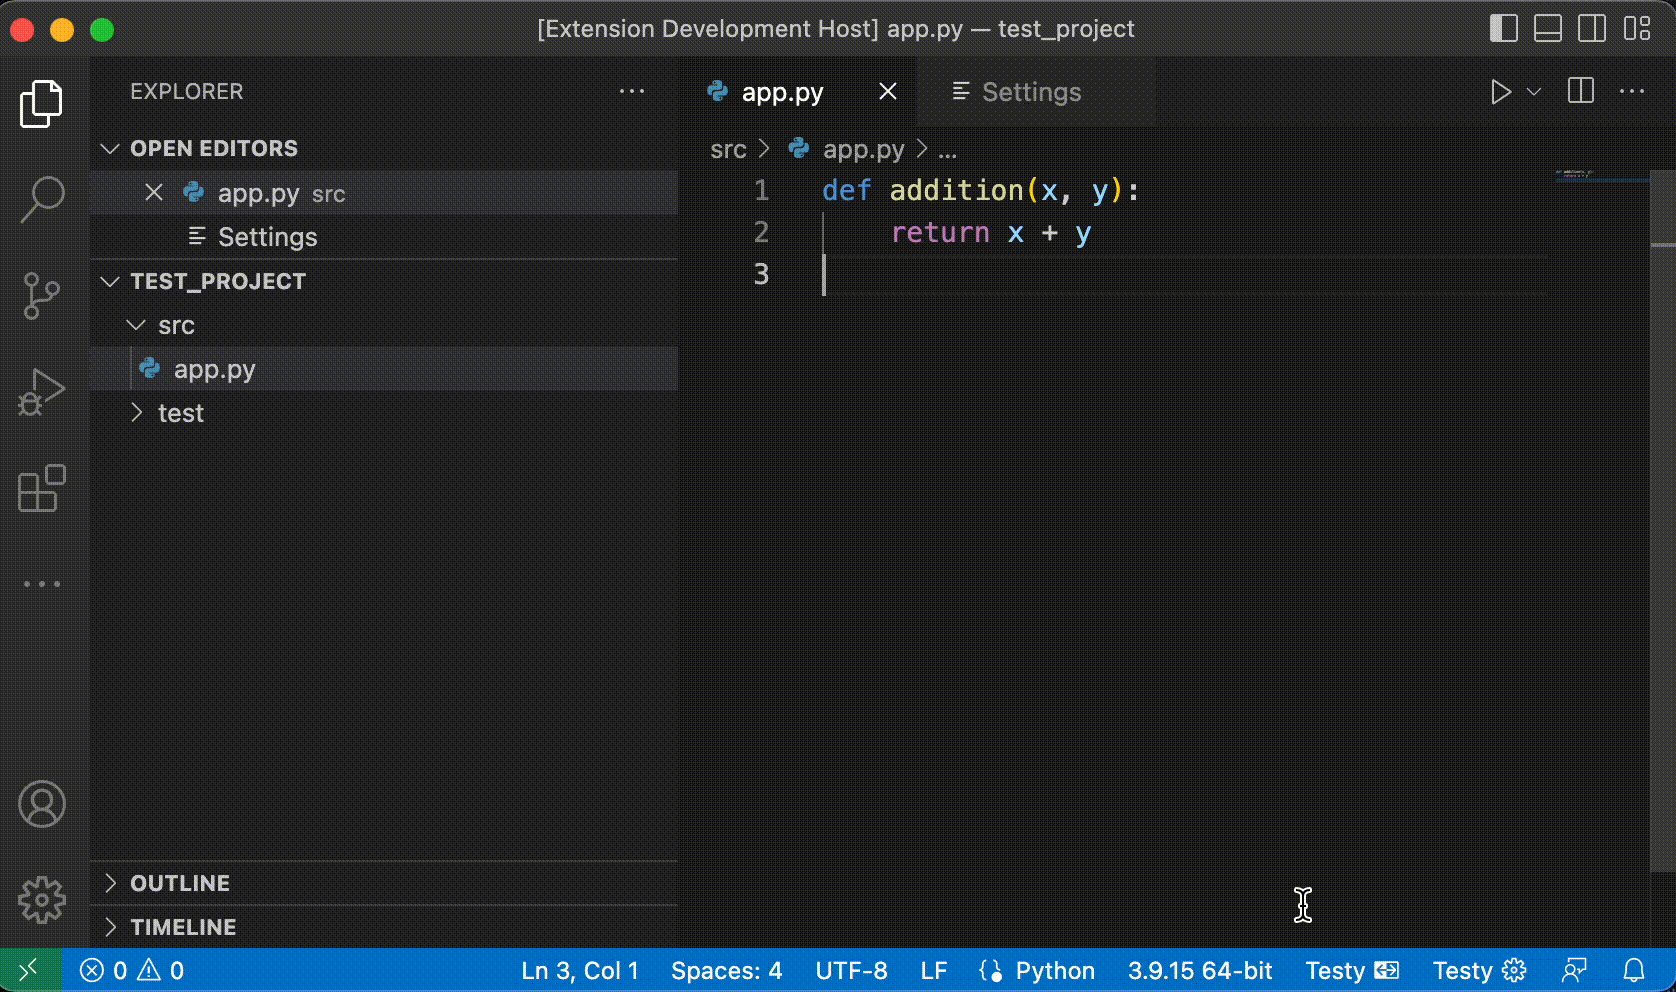 [Extension Development Host] app.py — test_project
EXPLORER
OPEN EDITORS
app.py src
Settings
TEST_PROJECT
src
app.py
test
OUTLINE
TIMELINE
app.py
Settings
src > app.py > ...
1 def addition(x, y):
2     return x + y
3
0 0
Ln 3, Col 1
Spaces: 4
UTF-8
LF
Python
3.9.15 64-bit
Testy
Testy